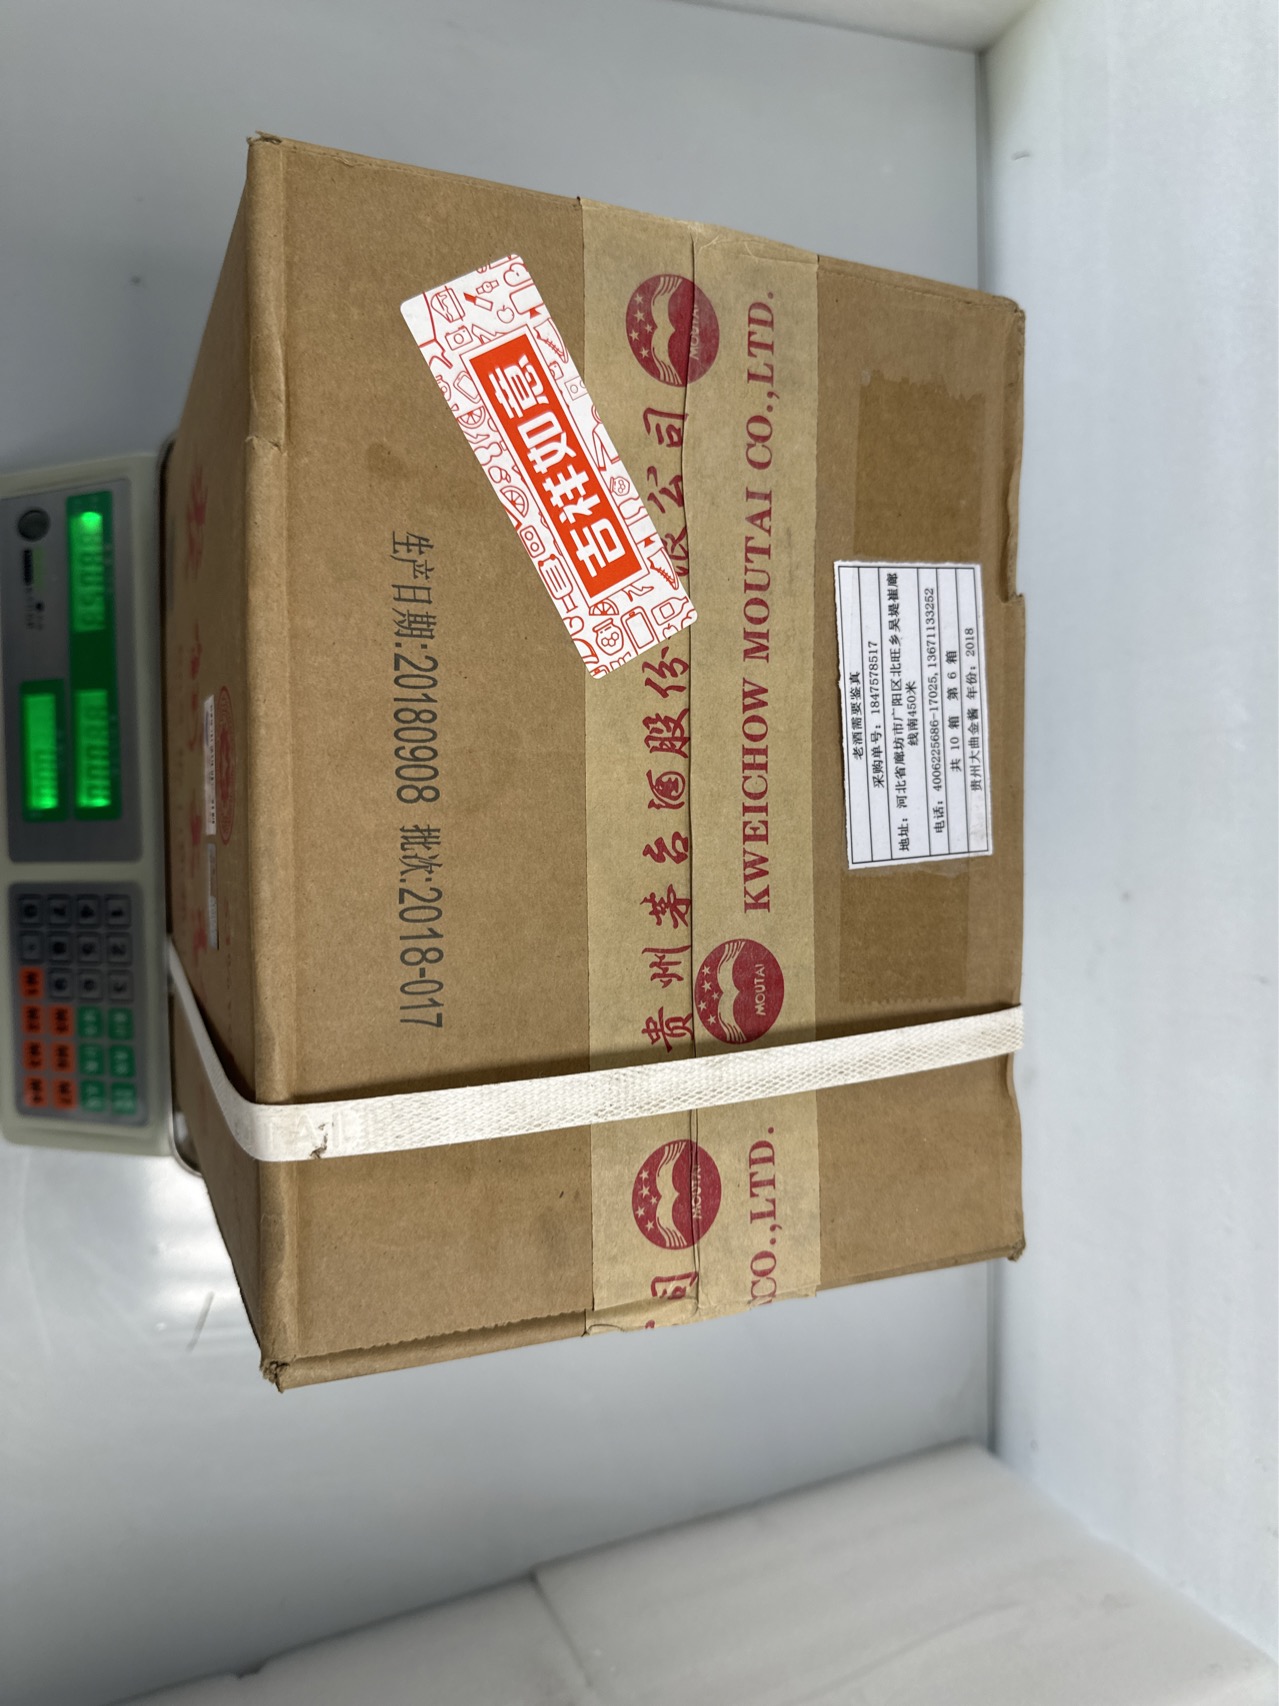 生产日期:20180908 批次:2018-017
吉祥如意
贵州茅台酒股份
限公司
MOUTAI
KWEICHOW MOUTAI CO.,LTD.
MOUTAI
司
MOUTAI
CO.,LTD.
老酒需要鉴真
采购单号: 1847578517
地址: 河北省廊坊市广阳区北旺乡吴堤崔廊
线南450米
电话: 4006225686-17025, 13671133252
共 10 箱 第 6 箱
贵州大曲金酱 年份: 2018